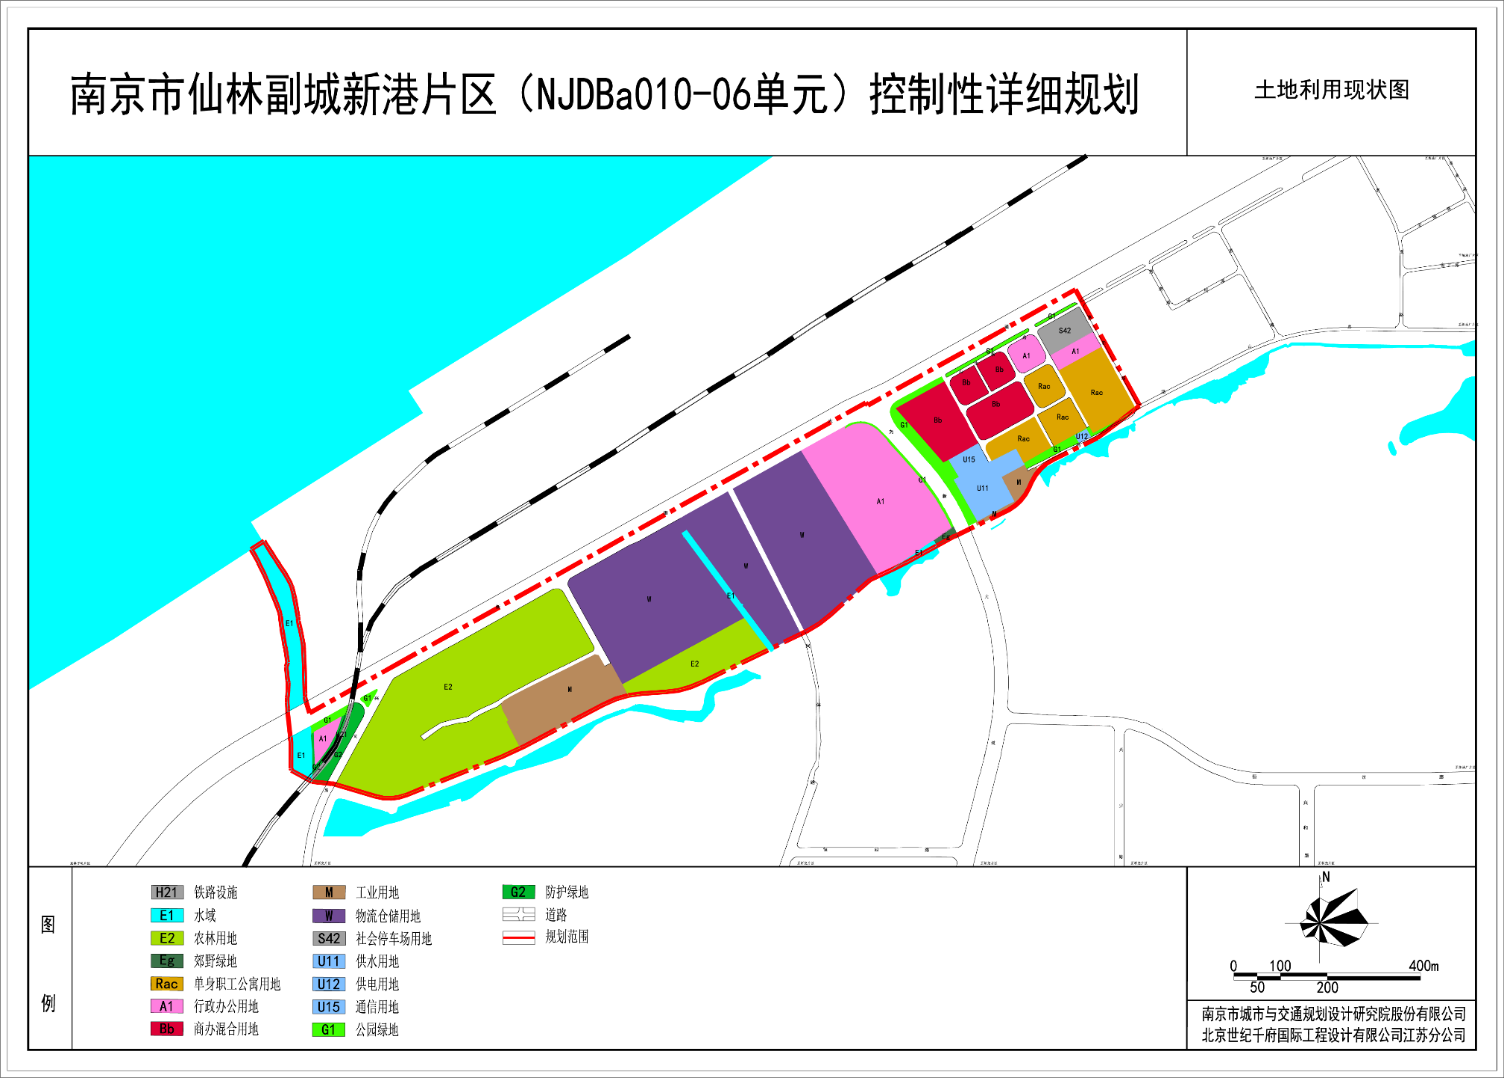 南京市仙林副城新港片区（NJDBa010-06单元）控制性详细规划
土地利用现状图
G1
S42
A1
G1
A1
Bb
Bb
Rac
Rac
Bb
Bb
Rac
G1
Rac
U12
G1
U15
M
U11
G1
A1
M
Eg
E1
W
W
W
E1
E2
E1
E2
M
G1
G1
A1
H21
E1
G2
G2
图例
H21 铁路设施
E1 水域
E2 农林用地
Eg 郊野绿地
Rac 单身职工公寓用地
A1 行政办公用地
Bb 商办混合用地
M 工业用地
W 物流仓储用地
S42 社会停车场用地
U11 供水用地
U12 供电用地
U15 通信用地
G1 公园绿地
G2 防护绿地
道路
规划范围
N
0 100 400m
50 200
南京市城市与交通规划设计研究院股份有限公司
北京世纪千府国际工程设计有限公司江苏分公司